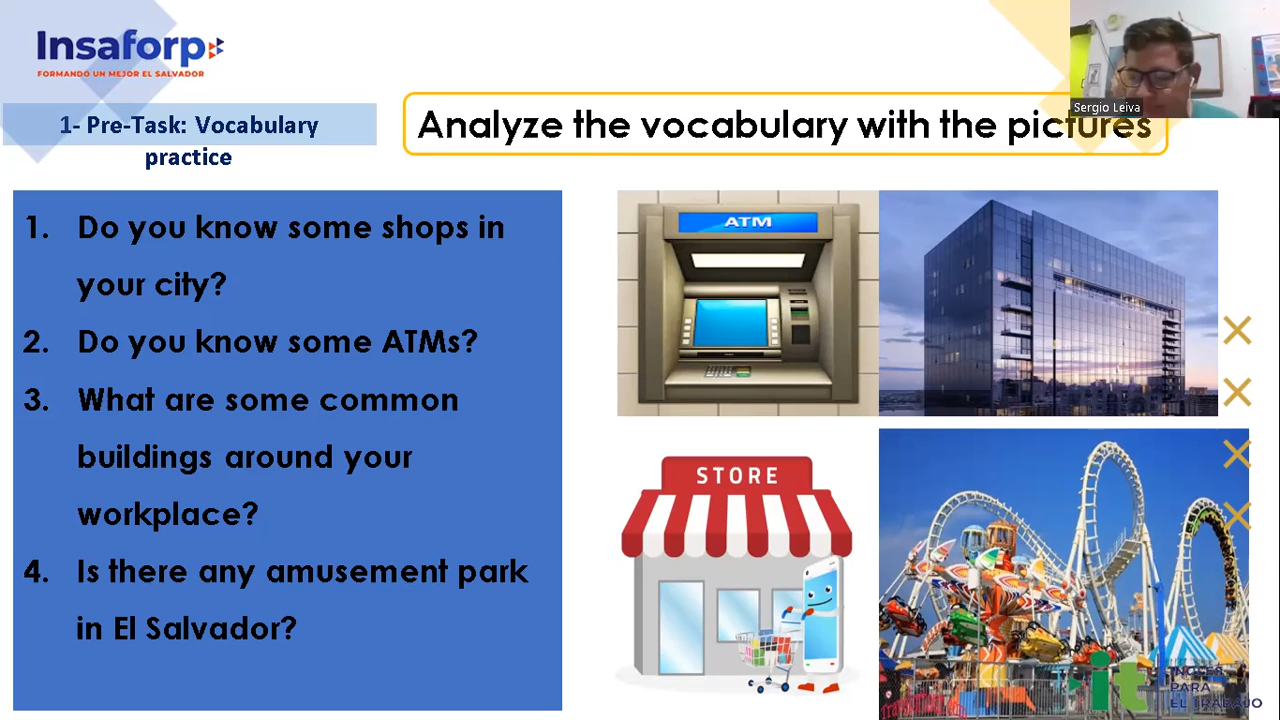 Insaforp
FORMANDO UN MEJOR EL SALVADOR
Sergio Leiva
1- Pre-Task: Vocabulary
practice
Analyze the vocabulary with the pictures
1. Do you know some shops in
your city?
2. Do you know some ATMs?
3. What are some common
buildings around your
workplace?
4. Is there any amusement park
in El Salvador?
ATM
STORE
it
INGLÉS
PARA
EL TRABAJO